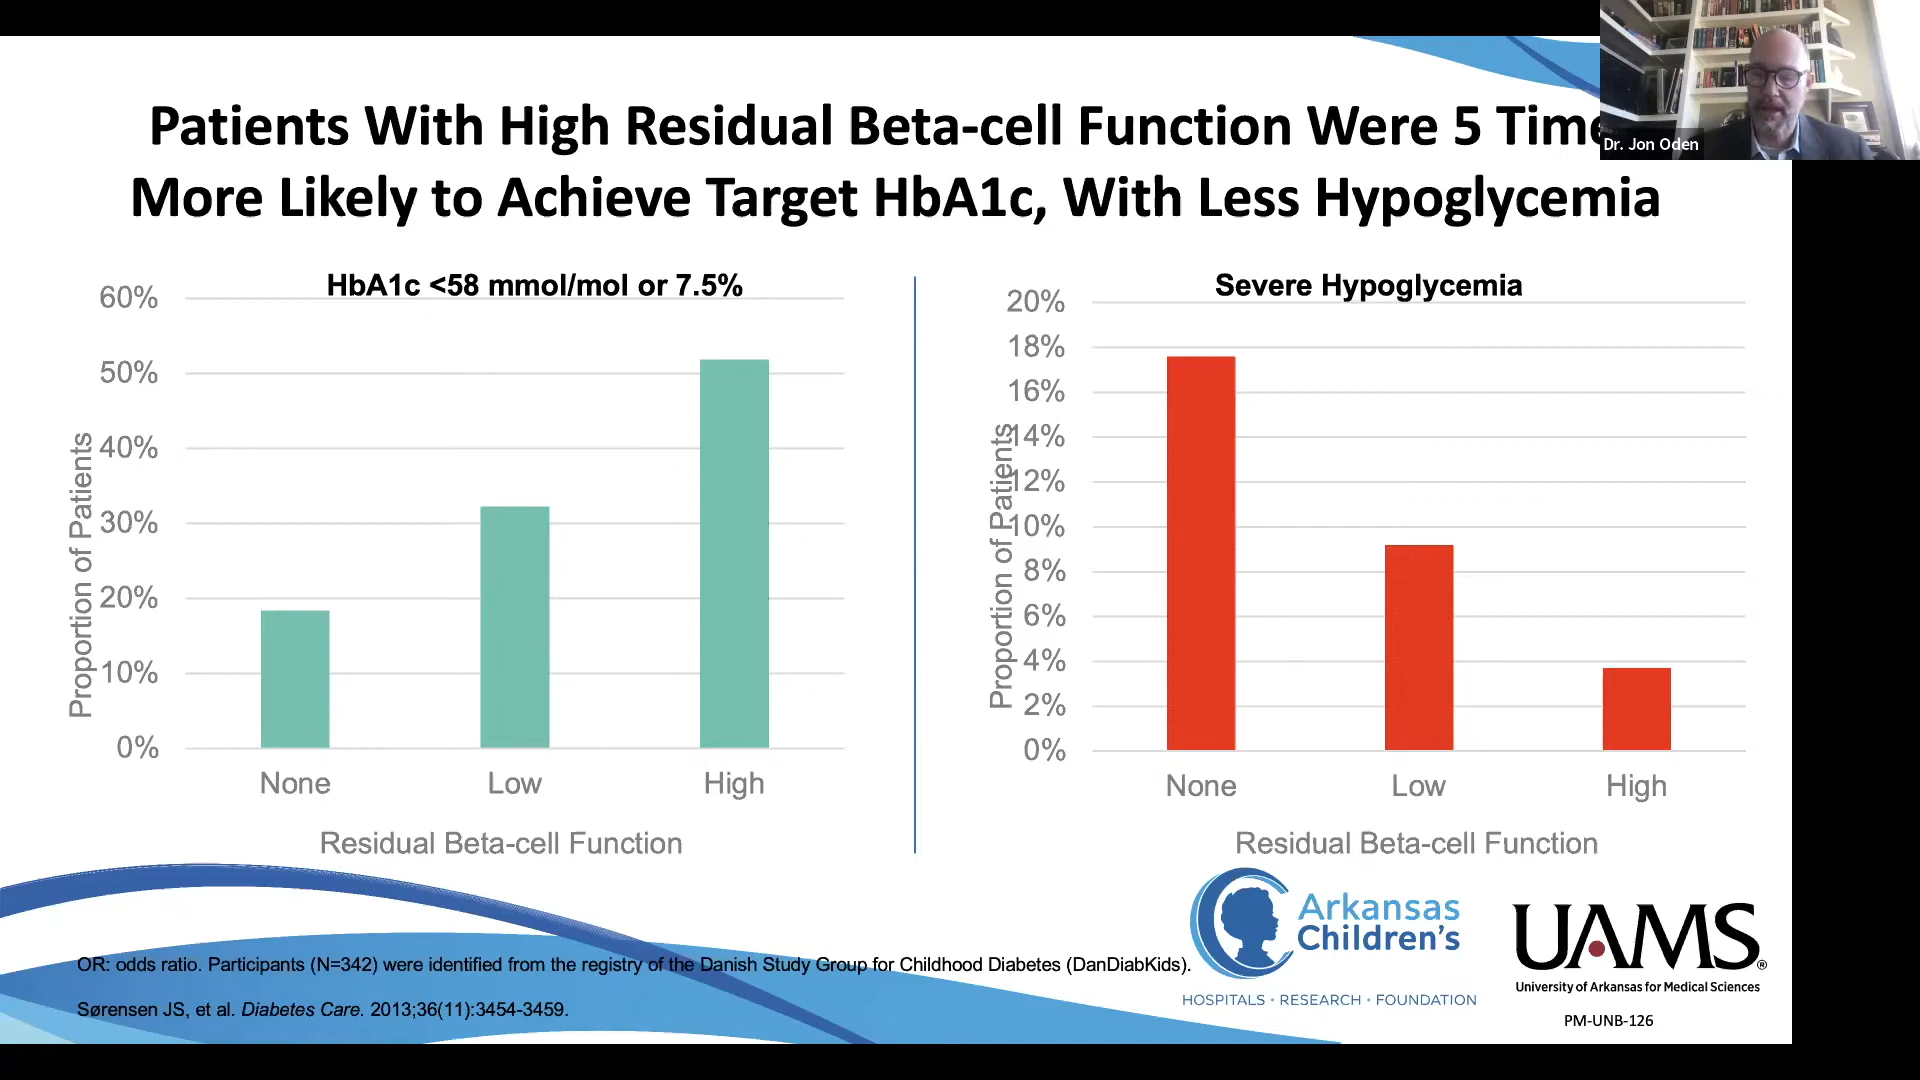 Patients With High Residual Beta-cell Function Were 5 Time
More Likely to Achieve Target HbA1c, With Less Hypoglycemia
Dr. Jon Oden
HbA1c <58 mmol/mol or 7.5%
60%
50%
40%
30%
20%
10%
0%
Proportion of Patients
None Low High
Residual Beta-cell Function
Severe Hypoglycemia
20%
18%
16%
14%
12%
10%
8%
6%
4%
2%
0%
Proportion of Patients
None Low High
Residual Beta-cell Function
OR: odds ratio. Participants (N=342) were identified from the registry of the Danish Study Group for Childhood Diabetes (DanDiabKids).
Sørensen JS, et al. Diabetes Care. 2013;36(11):3454-3459.
Arkansas
Children's
HOSPITALS · RESEARCH · FOUNDATION
UAMS®
University of Arkansas for Medical Sciences
PM-UNB-126